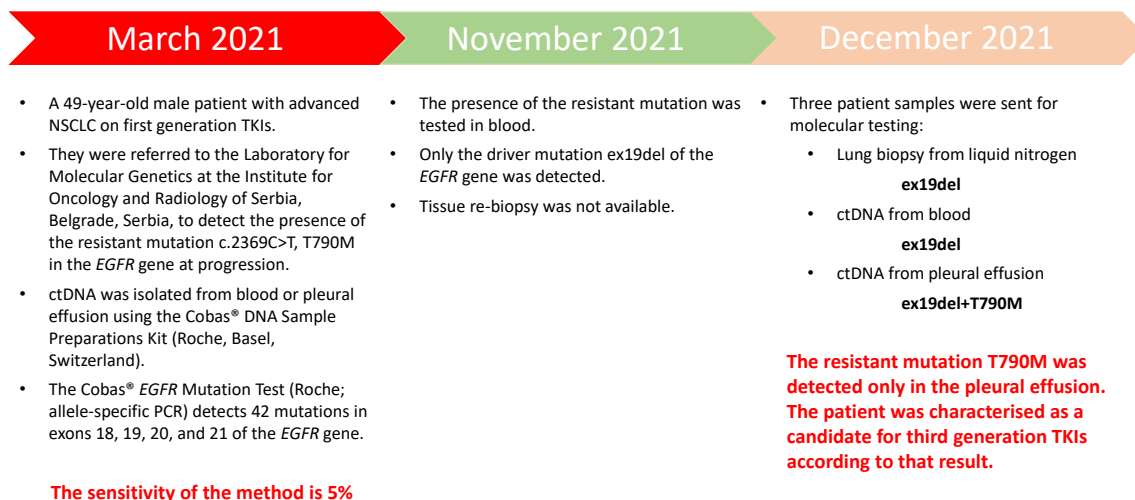 March 2021
November 2021
December 2021
• A 49-year-old male patient with advanced
NSCLC on first generation TKIs.
• They were referred to the Laboratory for
Molecular Genetics at the Institute for
Oncology and Radiology of Serbia,
Belgrade, Serbia, to detect the presence of
the resistant mutation c.2369C>T, T790M
in the EGFR gene at progression.
• ctDNA was isolated from blood or pleural
effusion using the Cobas® DNA Sample
Preparations Kit (Roche, Basel,
Switzerland).
• The Cobas® EGFR Mutation Test (Roche;
allele-specific PCR) detects 42 mutations in
exons 18, 19, 20, and 21 of the EGFR gene.
The sensitivity of the method is 5%
• The presence of the resistant mutation was
tested in blood.
• Only the driver mutation ex19del of the
EGFR gene was detected.
• Tissue re-biopsy was not available.
• Three patient samples were sent for
molecular testing:
• Lung biopsy from liquid nitrogen
ex19del
• ctDNA from blood
ex19del
• ctDNA from pleural effusion
ex19del+T790M
The resistant mutation T790M was
detected only in the pleural effusion.
The patient was characterised as a
candidate for third generation TKIs
according to that result.